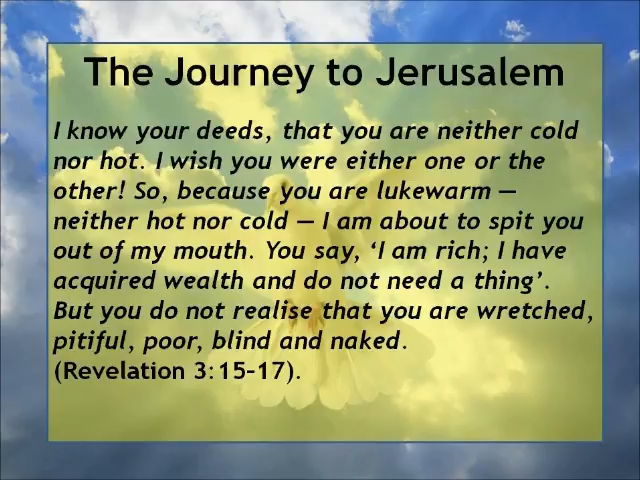 The Journey to Jerusalem
I know your deeds, that you are neither cold
nor hot. I wish you were either one or the
other! So, because you are lukewarm —
neither hot nor cold — I am about to spit you
out of my mouth. You say, ‘I am rich; I have
acquired wealth and do not need a thing’.
But you do not realise that you are wretched,
pitiful, poor, blind and naked.
(Revelation 3:15–17).